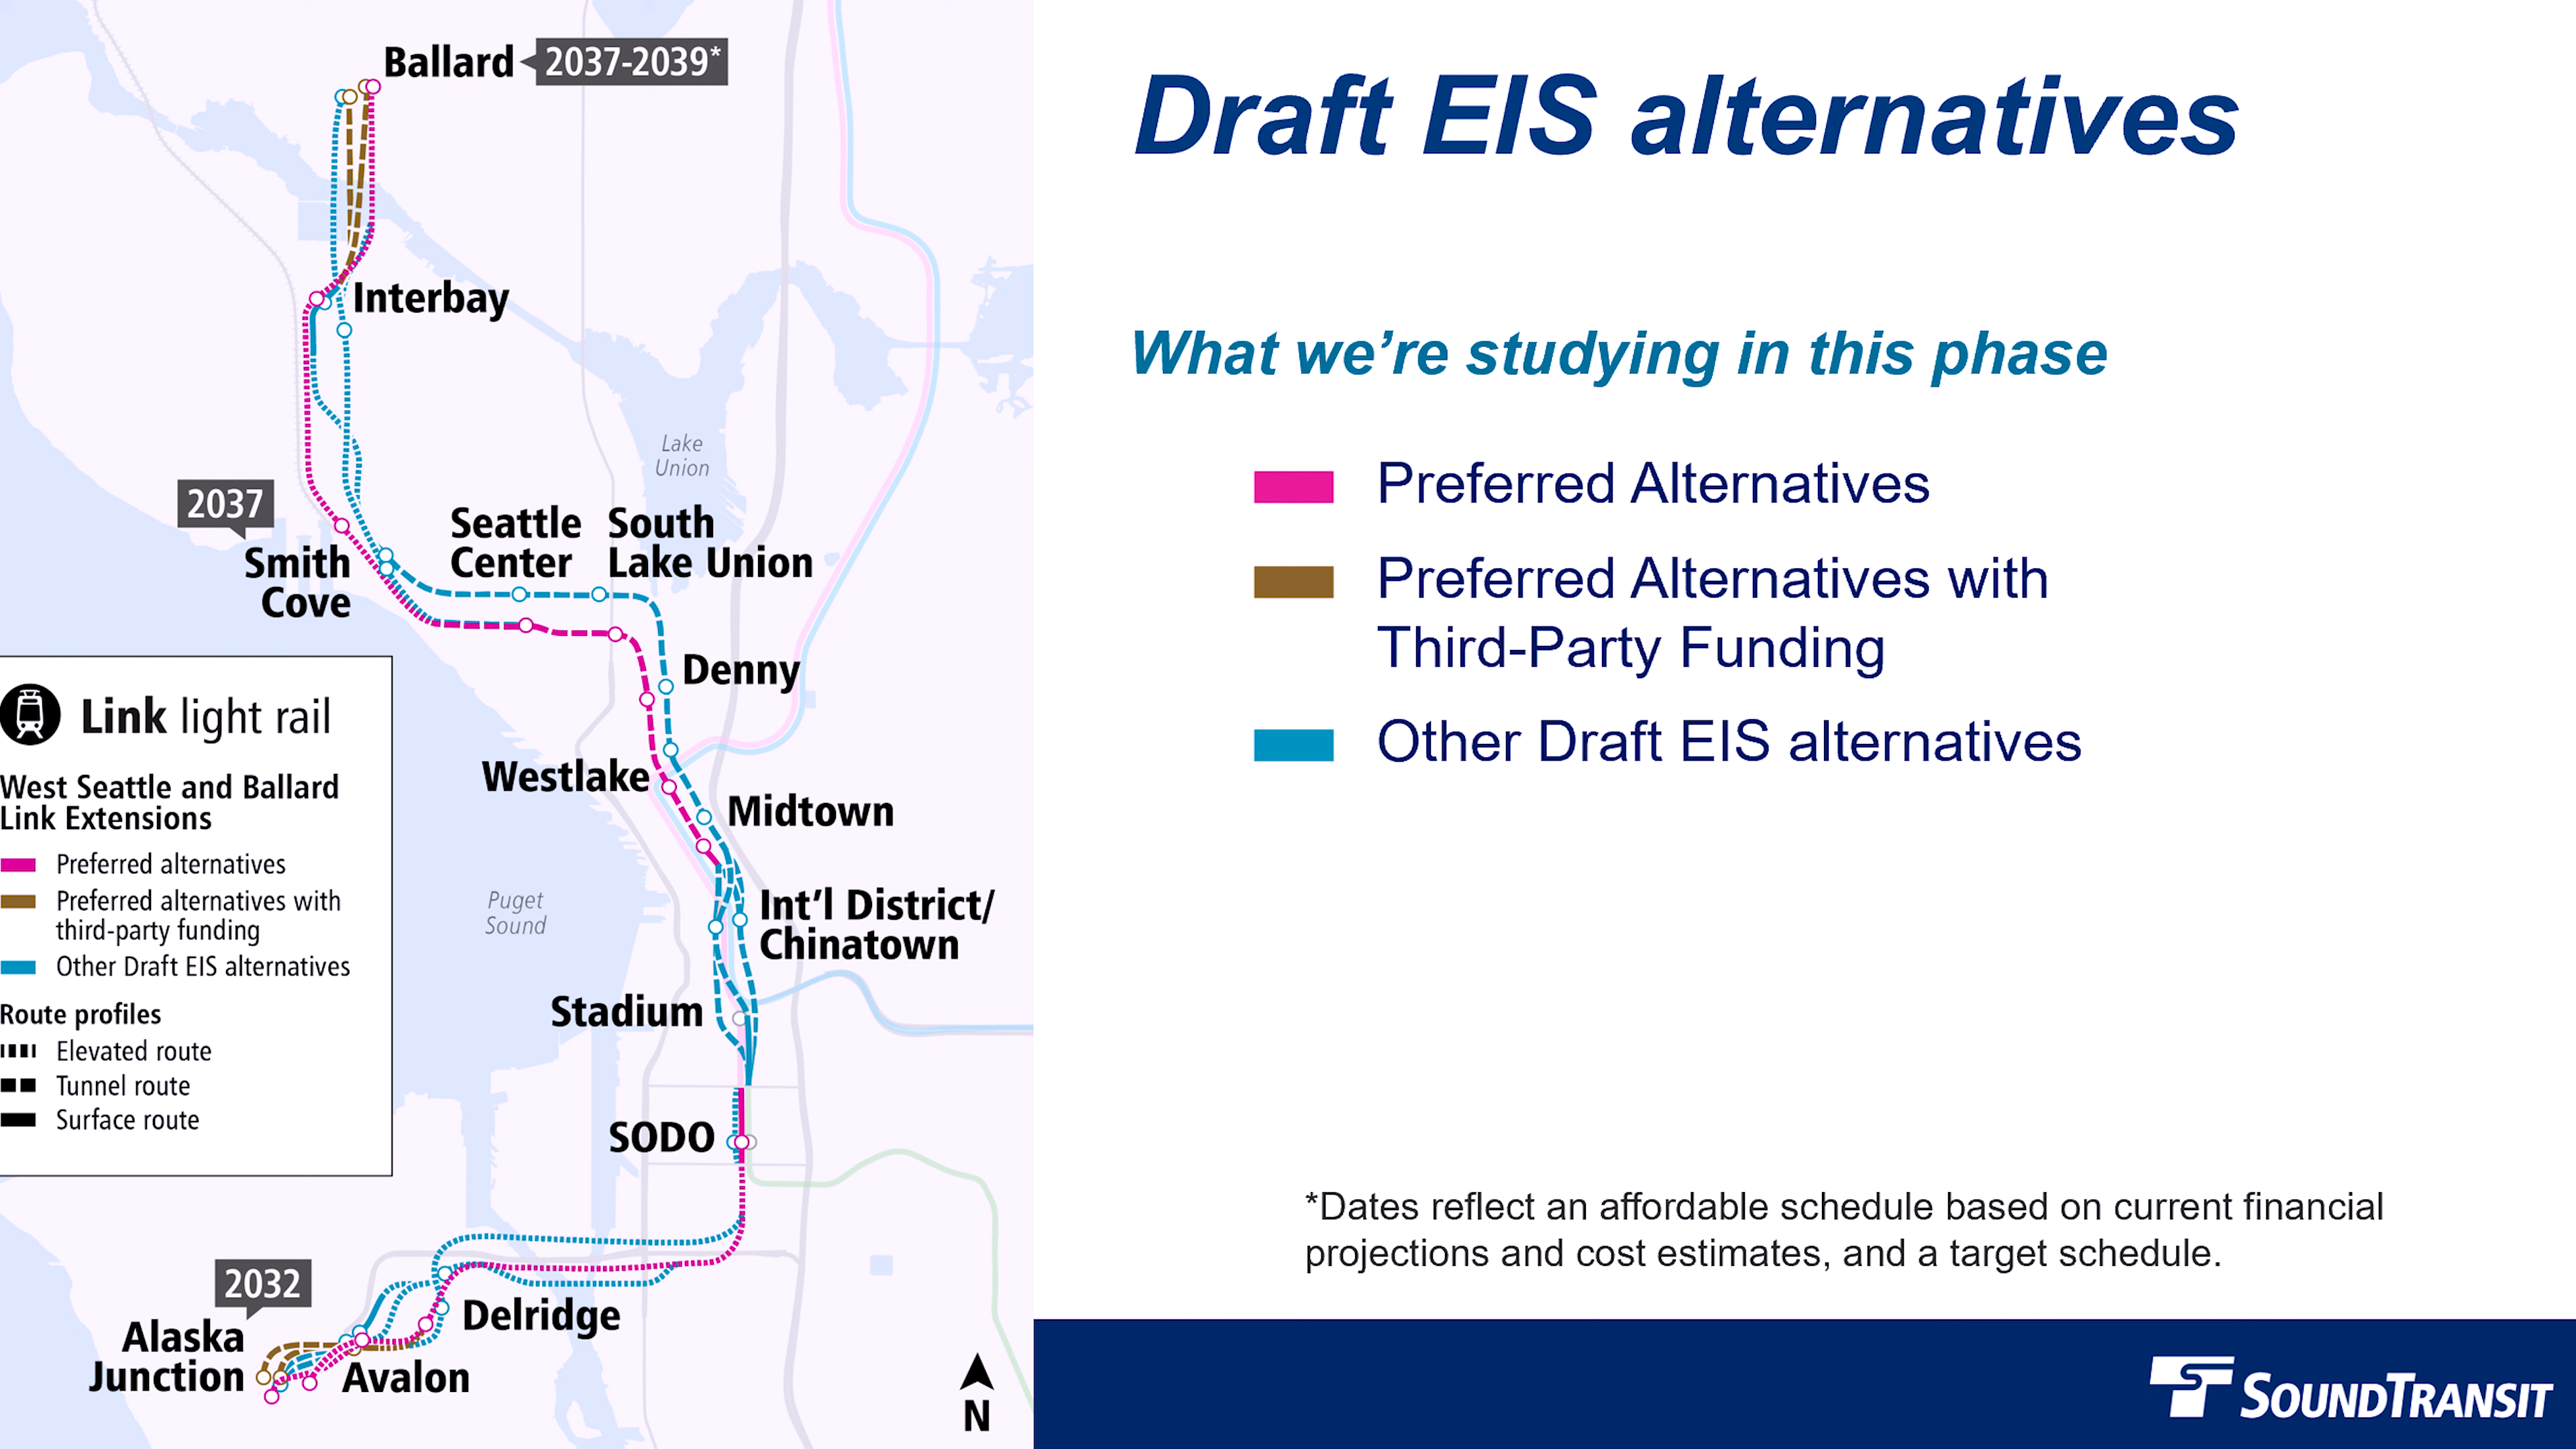 Ballard
2037-2039*
Interbay
Lake
Union
2037
Smith
Cove
Seattle
Center
South
Lake Union
Denny
Westlake
Midtown
Puget
Sound
Int'l District/
Chinatown
Stadium
SODO
2032
Alaska
Junction
Avalon
Delridge
N
Link light rail
West Seattle and Ballard
Link Extensions
Preferred alternatives
Preferred alternatives with
third-party funding
Other Draft EIS alternatives
Route profiles
Elevated route
Tunnel route
Surface route
Draft EIS alternatives
What we’re studying in this phase
Preferred Alternatives
Preferred Alternatives with
Third-Party Funding
Other Draft EIS alternatives
*Dates reflect an affordable schedule based on current financial
projections and cost estimates, and a target schedule.
SOUNDTRANSIT